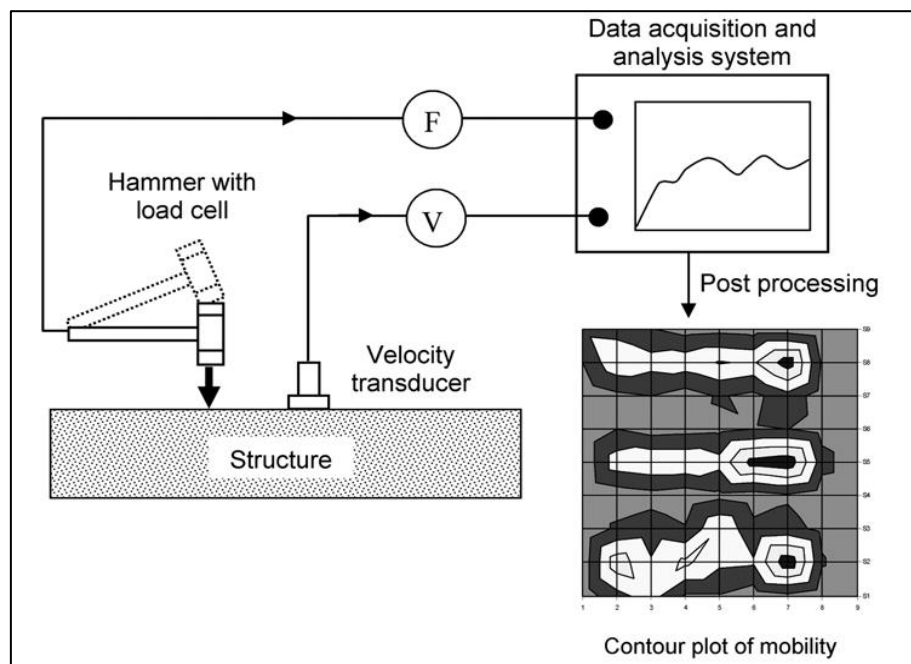 Data acquisition and
analysis system
F
Hammer with
load cell
V
Post processing
Velocity
transducer
Structure
S9
S8
S7
S6
S5
S4
S3
S2
S1
1 2 3 4 5 6 7 8 9
Contour plot of mobility